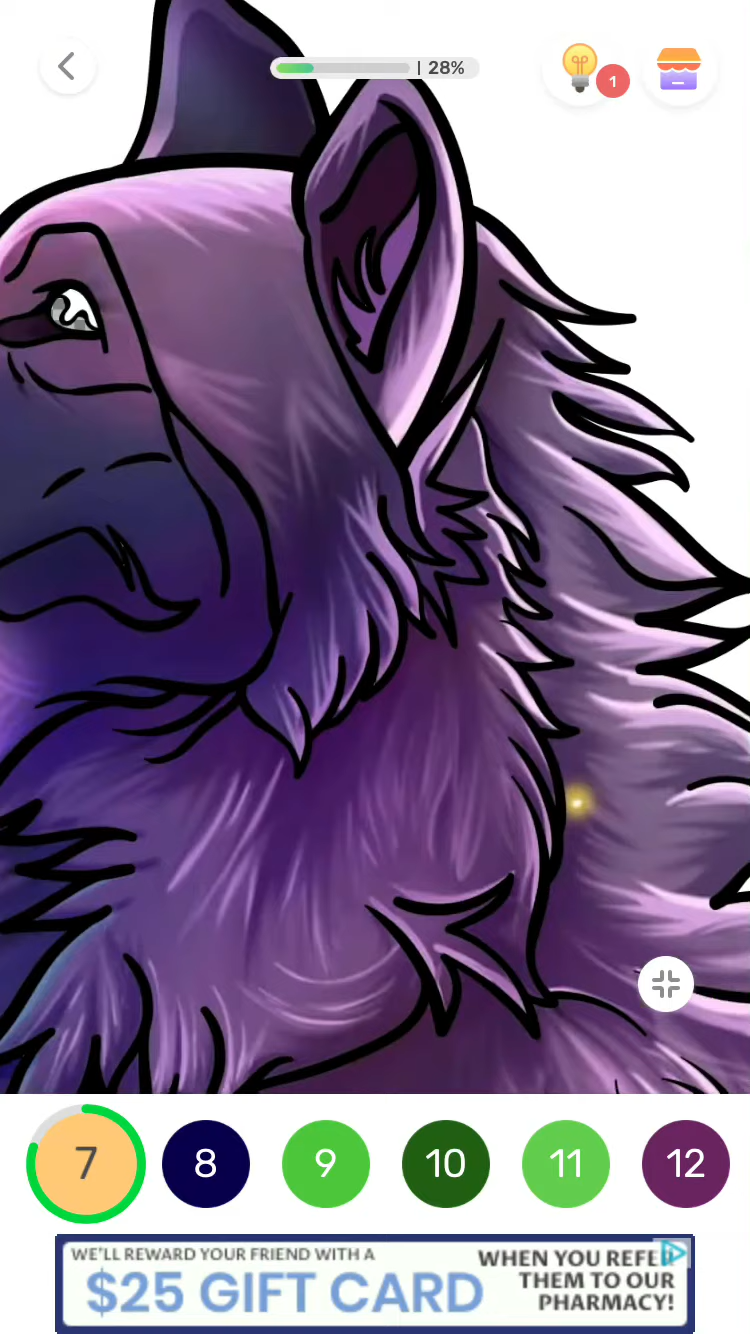 | 28%
1
7
8
9
10
11
12
WE'LL REWARD YOUR FRIEND WITH A
$25 GIFT CARD
WHEN YOU REFE
THEM TO OUR
PHARMACY!